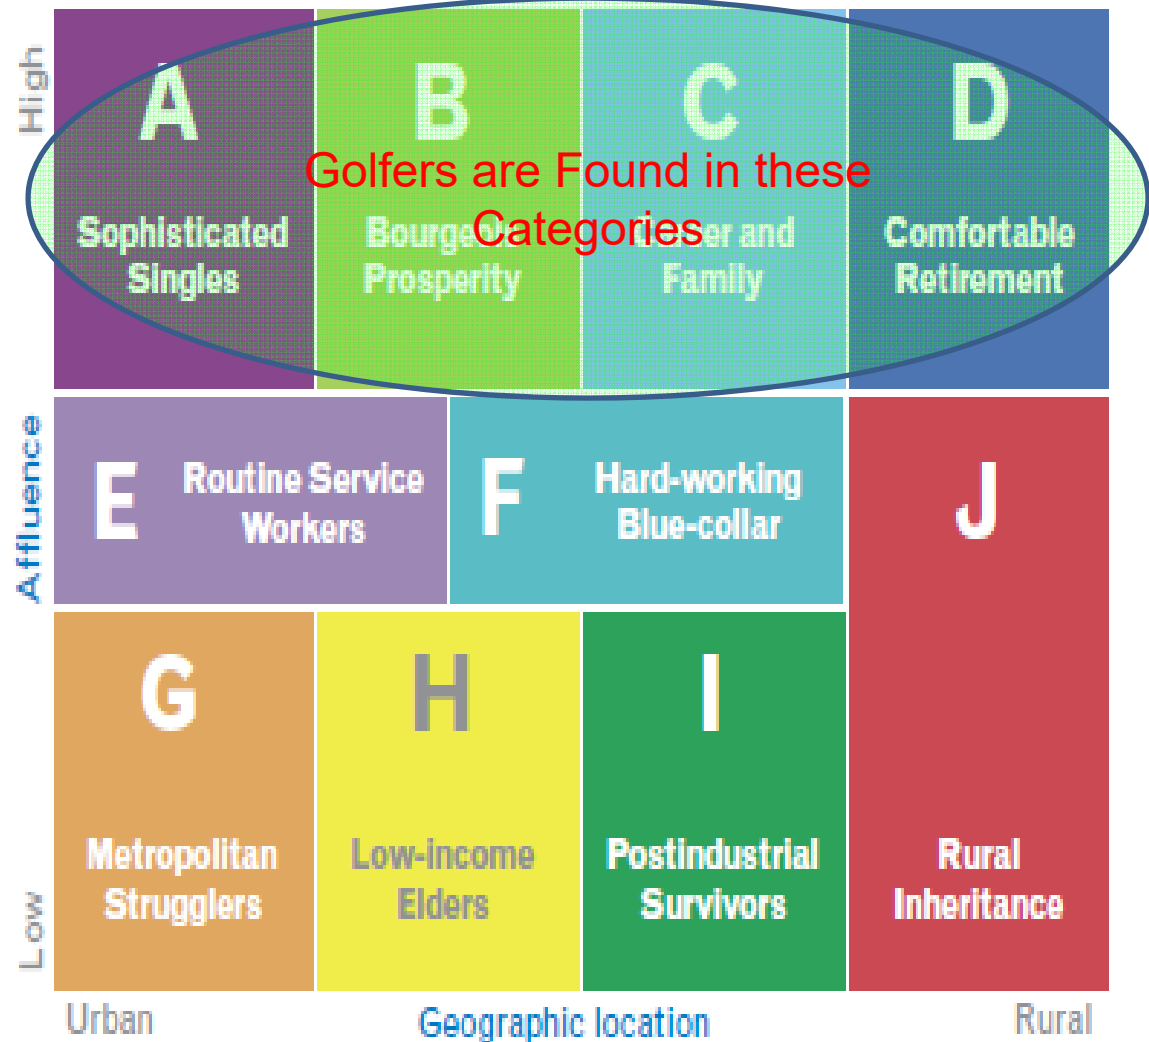 High
A
B
C
D
Golfers are Found in these
Categories
Sophisticated
Singles
Prosperity
and
Family
Comfortable
Retirement
Affluence
E
Routine Service
Workers
F
Hard-working
Blue-collar
J
G
H
I
Metropolitan
Strugglers
Low-income
Elders
Postindustrial
Survivors
Rural
Inheritance
Low
Urban
Geographic location
Rural